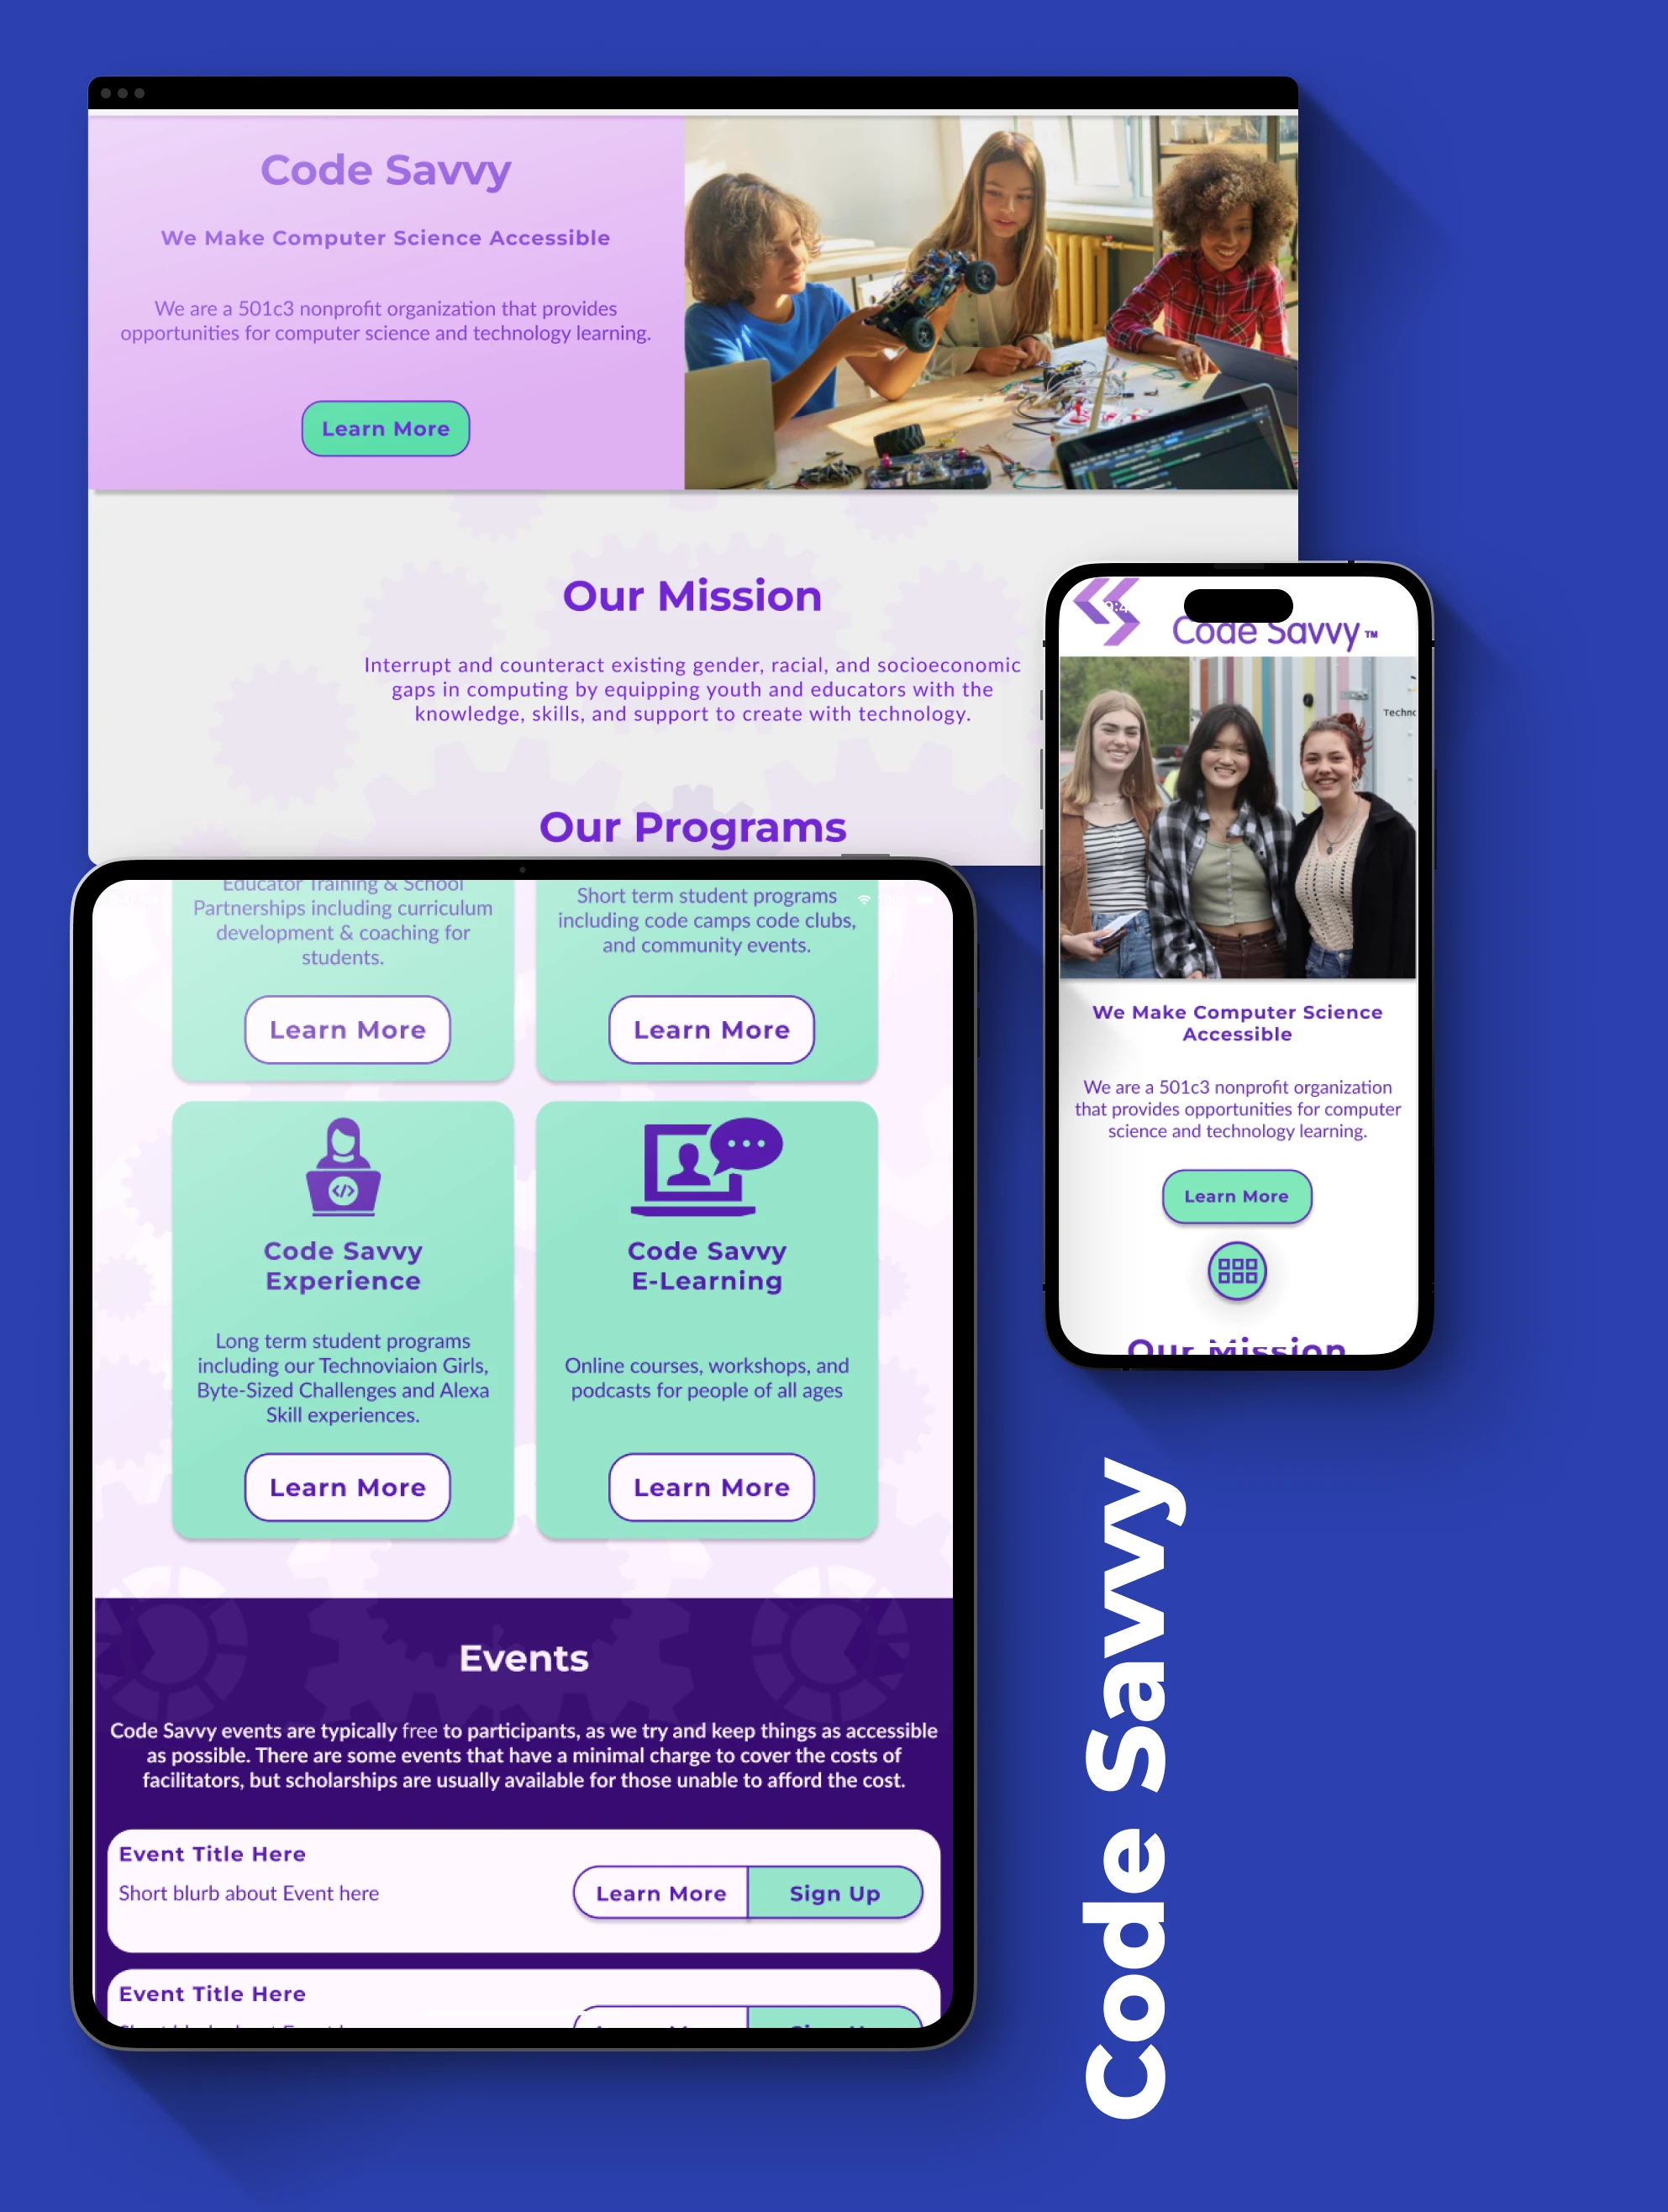 Code Savvy
We Make Computer Science Accessible
We are a 501c3 nonprofit organization that provides
opportunities for computer science and technology learning.
Learn More
Our Mission
Interrupt and counteract existing gender, racial, and socioeconomic
gaps in computing by equipping youth and educators with the
knowledge, skills, and support to create with technology.
Our Programs
Code Savvy™
Techno
We Make Computer Science
Accessible
We are a 501c3 nonprofit organization
that provides opportunities for computer
science and technology learning.
Learn More
Our Mission
Educator Training & School
Partnerships including curriculum
development & coaching for
students.
Learn More
Short term student programs
including code camps code clubs,
and community events.
Learn More
Code Savvy
Experience
Long term student programs
including our Technoviaion Girls,
Byte-Sized Challenges and Alexa
Skill experiences.
Learn More
Code Savvy
E-Learning
Online courses, workshops, and
podcasts for people of all ages
Learn More
Events
Code Savvy events are typically free to participants, as we try and keep things as accessible
as possible. There are some events that have a minimal charge to cover the costs of
facilitators, but scholarships are usually available for those unable to afford the cost.
Event Title Here
Short blurb about Event here
Learn More
Sign Up
Event Title Here
Code Savvy